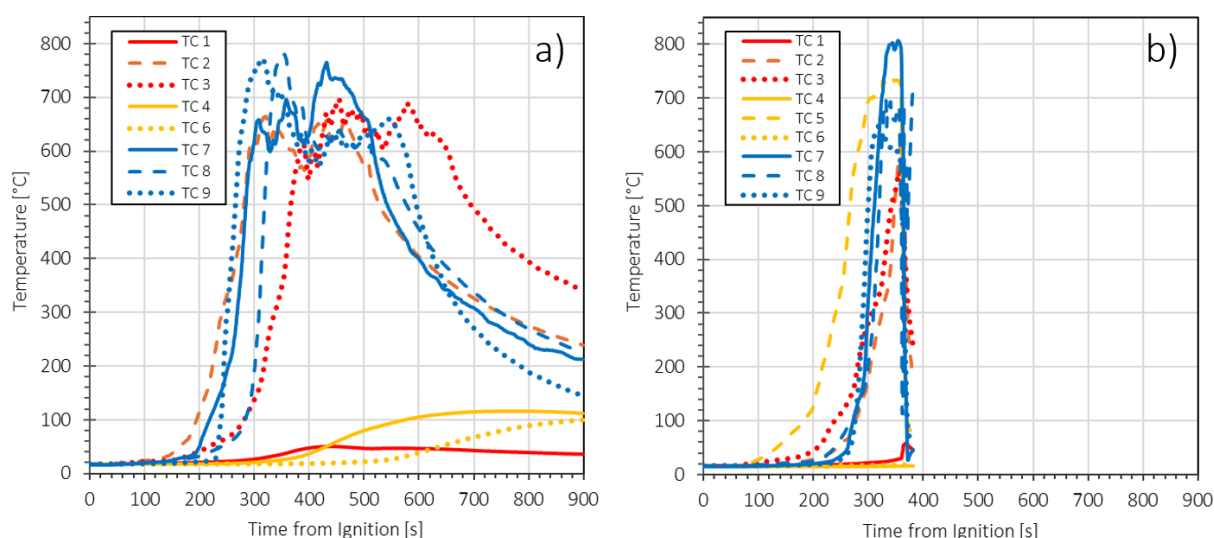 a)
800
700
600
500
400
300
200
100
0
Temperature [°C]
TC 1
TC 2
TC 3
TC 4
TC 6
TC 7
TC 8
TC 9
0 100 200 300 400 500 600 700 800 900
Time from Ignition [s]
b)
800
700
600
500
400
300
200
100
0
Temperature [°C]
TC 1
TC 2
TC 3
TC 4
TC 5
TC 6
TC 7
TC 8
TC 9
0 100 200 300 400 500 600 700 800 900
Time from Ignition [s]